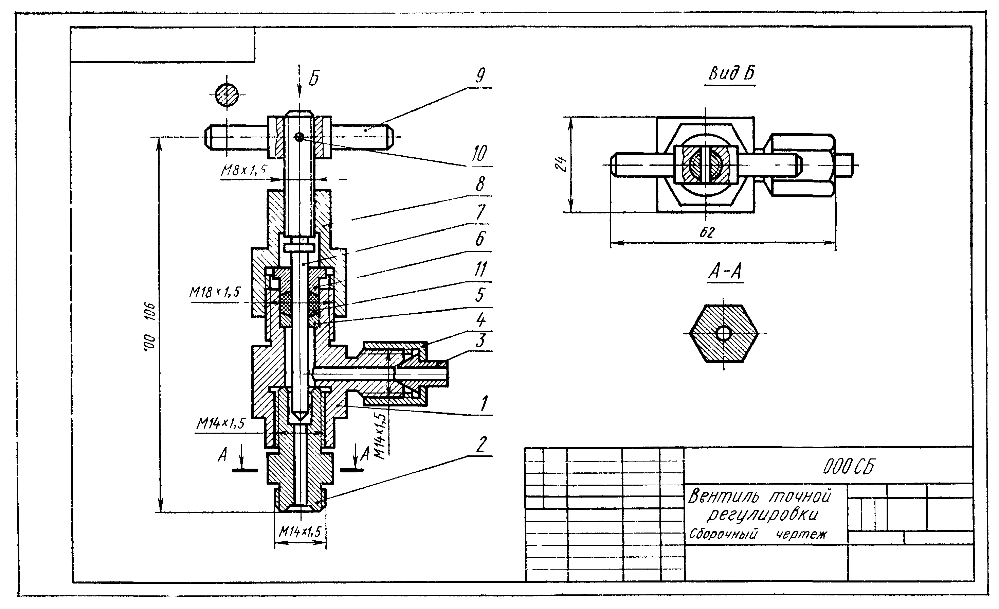 Б
9
10
M8×1,5
8
7
6
11
M18×1,5
5
4
3
100 106
1
M14×1,5
M14×1,5
2
А
А
M14×1,5
Вид Б
24
62
А-А
000 СБ
Вентиль точной
регулировки
Сборочный чертеж